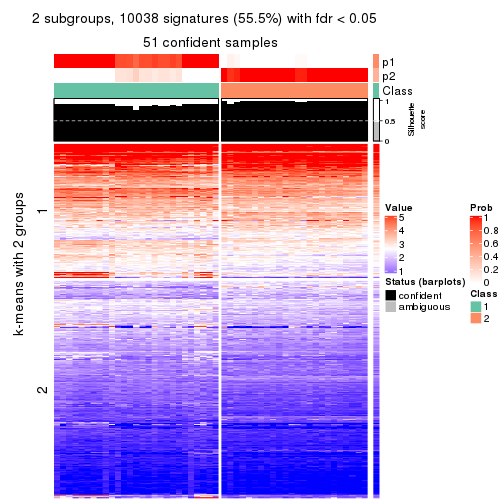 2 subgroups, 10038 signatures (55.5%) with fdr < 0.05
51 confident samples
p1
p2
Class
1
0.5
0
Silhouette
score
k-means with 2 groups
1
2
Value
5
4
3
2
1
Status (barplots)
confident
ambiguous
Prob
1
0.8
0.6
0.4
0.2
0
Class
1
2